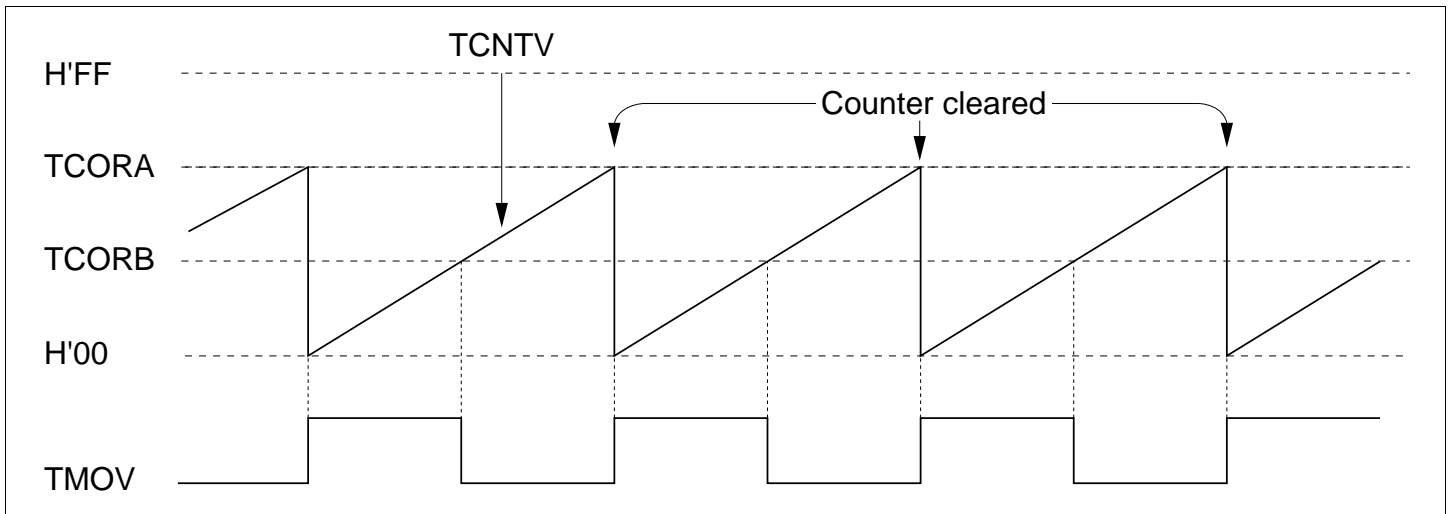 TCNTV
H'FF
Counter cleared
TCORA
TCORB
H'00
TMOV